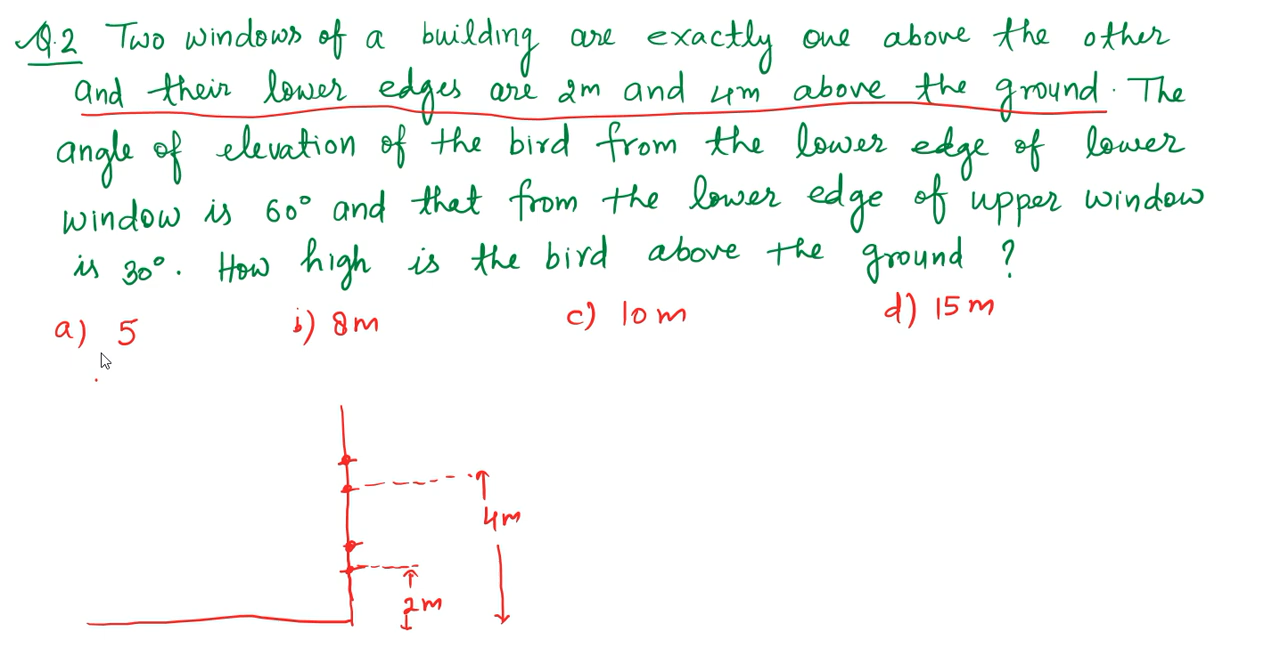 Q.2 Two windows of a building are exactly one above the other
and their lower edges are 2m and 4m above the ground. The
angle of elevation of the bird from the lower edge of lower
window is 60° and that from the lower edge of upper window
is 30°. How high is the bird above the ground ?
a) 5 b) 8m c) 10m d) 15m
4m
2m